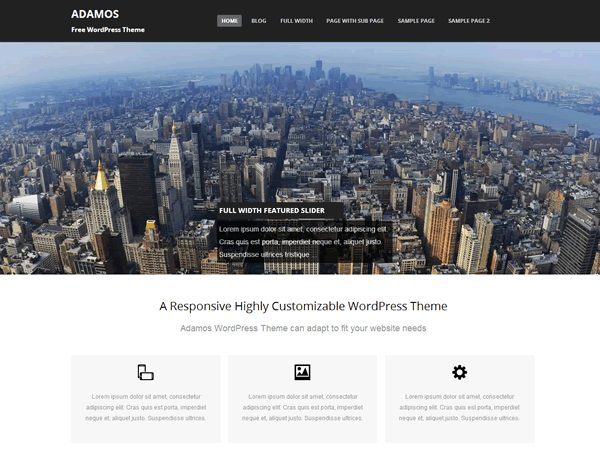 ADAMOS
Free WordPress Theme
HOME BLOG FULL WIDTH PAGE WITH SUB PAGE SAMPLE PAGE SAMPLE PAGE 2
FULL WIDTH FEATURED SLIDER
Lorem ipsum dolor sit amet, consectetur adipiscing elit.
Cras quis est porta, imperdiet neque et, aliquet justo.
Suspendisse ultrices tristique
A Responsive Highly Customizable WordPress Theme
Adamos WordPress Theme can adapt to fit your website needs
Lorem ipsum dolor sit amet, consectetur
adipiscing elit. Cras quis est porta, imperdiet
neque et, aliquet justo. Suspendisse ultrices.
Lorem ipsum dolor sit amet, consectetur
adipiscing elit. Cras quis est porta, imperdiet
neque et, aliquet justo. Suspendisse ultrices.
Lorem ipsum dolor sit amet, consectetur
adipiscing elit. Cras quis est porta, imperdiet
neque et, aliquet justo. Suspendisse ultrices.